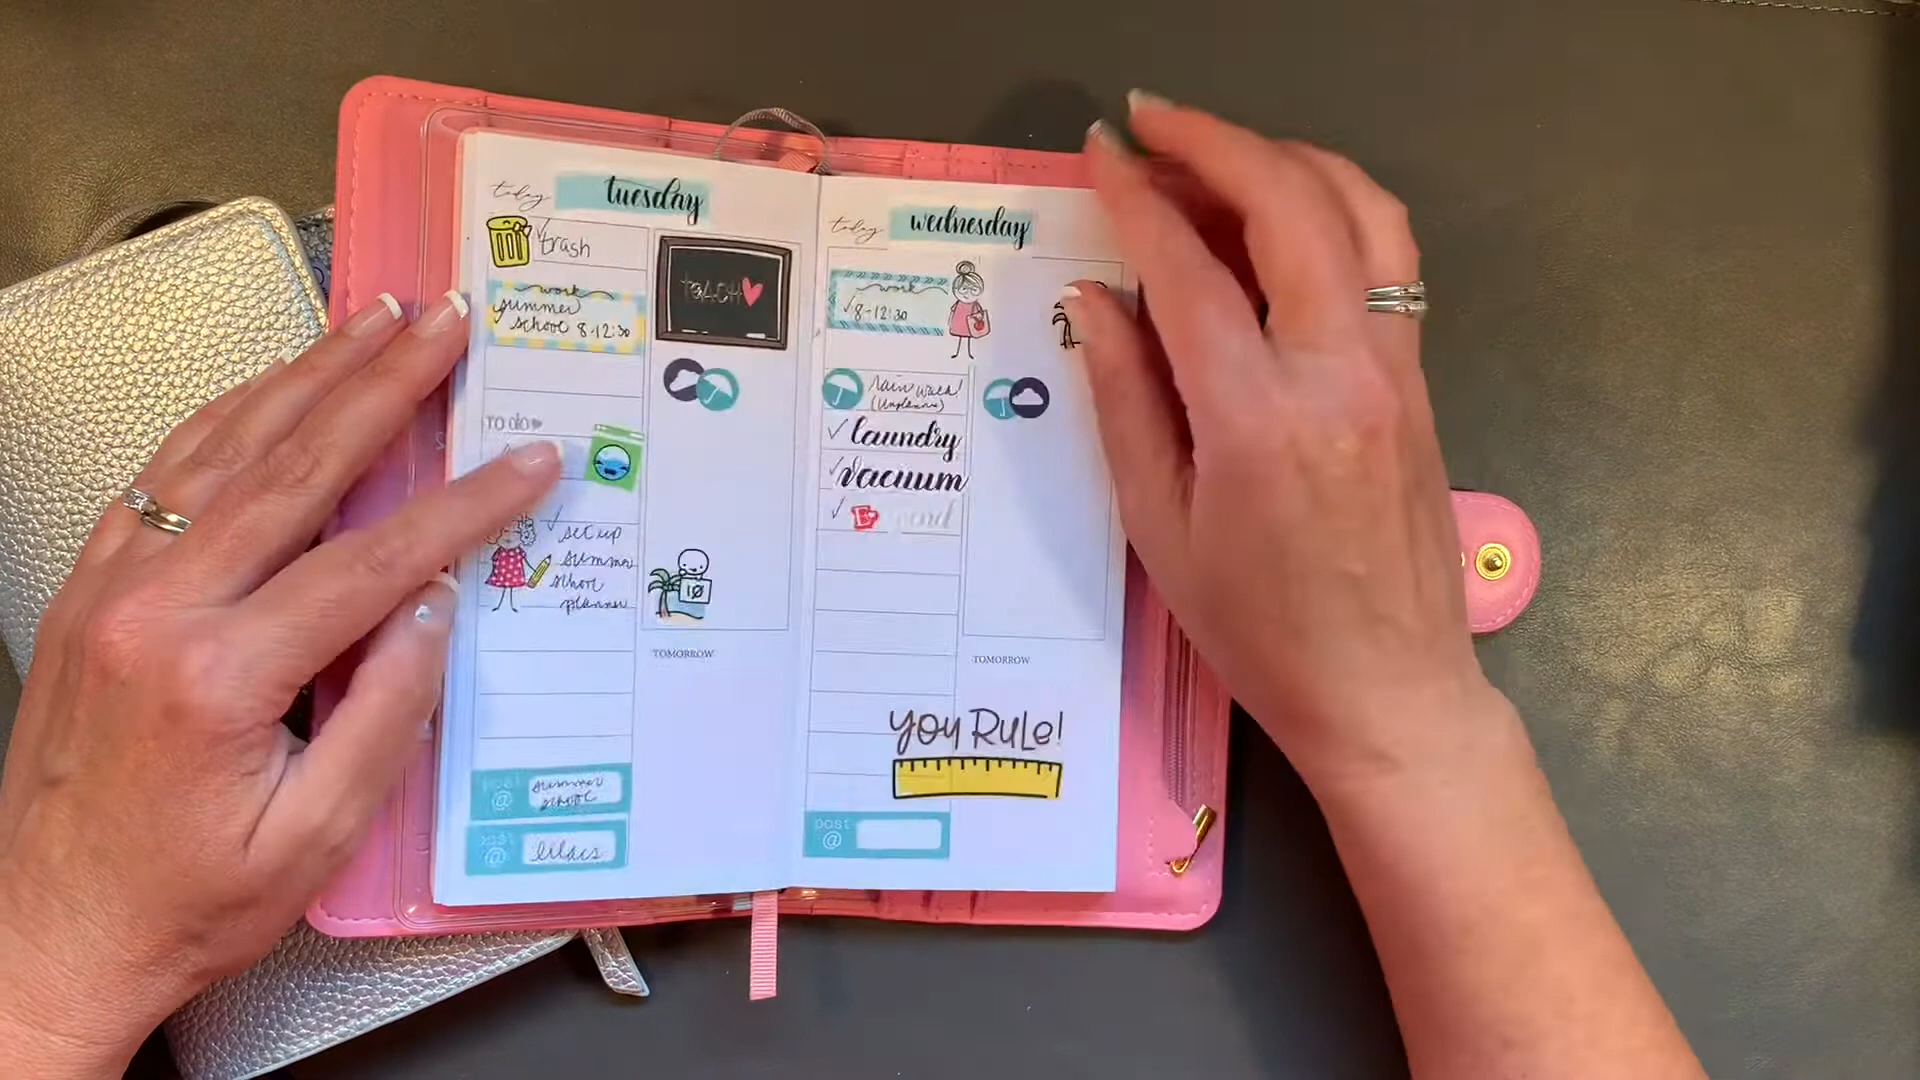 today tuesday
✓ trash
work
summer
school 8-12:30
TEACH
To do
✓ set up
summer
school
planner
10
TOMORROW
post @ summer school
post @ lilacs
today wednesday
work
✓ 8-12:30
rain walk!
✓ laundry
✓ vacuum
✓
TOMORROW
you RULe!
post @